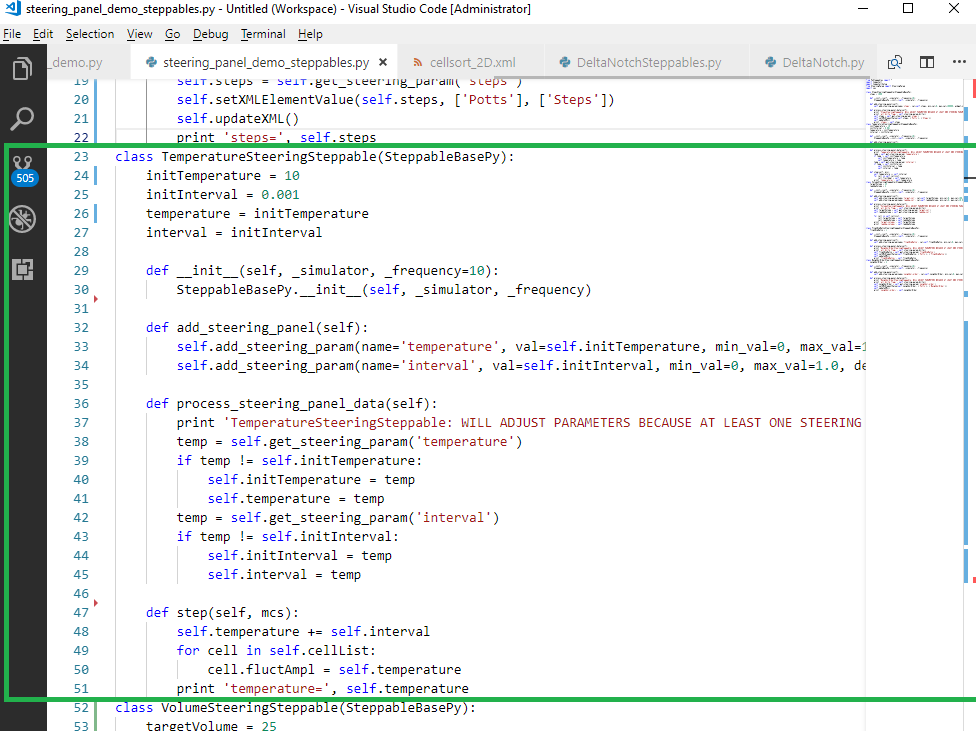 steering_panel_demo_steppables.py - Untitled (Workspace) - Visual Studio Code [Administrator]
File Edit Selection View Go Debug Terminal Help
_demo.py steering_panel_demo_steppables.py cellsort_2D.xml DeltaNotchSteppables.py DeltaNotch.py
505
19 self.steps = self.get_steering_param('steps')
20 self.setXMLElementValue(self.steps, ['Potts'], ['Steps'])
21 self.updateXML()
22 print 'steps=', self.steps
23 class TemperatureSteeringSteppable(SteppableBasePy):
24 initTemperature = 10
25 initInterval = 0.001
26 temperature = initTemperature
27 interval = initInterval
28
29 def __init__(self, _simulator, _frequency=10):
30 SteppableBasePy.__init__(self, _simulator, _frequency)
31
32 def add_steering_panel(self):
33 self.add_steering_param(name='temperature', val=self.initTemperature, min_val=0, max_val=1
34 self.add_steering_param(name='interval', val=self.initInterval, min_val=0, max_val=1.0, de
35
36 def process_steering_panel_data(self):
37 print 'TemperatureSteeringSteppable: WILL ADJUST PARAMETERS BECAUSE AT LEAST ONE STEERING
38 temp = self.get_steering_param('temperature')
39 if temp != self.initTemperature:
40 self.initTemperature = temp
41 self.temperature = temp
42 temp = self.get_steering_param('interval')
43 if temp != self.initInterval:
44 self.initInterval = temp
45 self.interval = temp
46
47 def step(self, mcs):
48 self.temperature += self.interval
49 for cell in self.cellList:
50 cell.fluctAmpl = self.temperature
51 print 'temperature=', self.temperature
52 class VolumeSteeringSteppable(SteppableBasePy):
53 targetVolume = 25